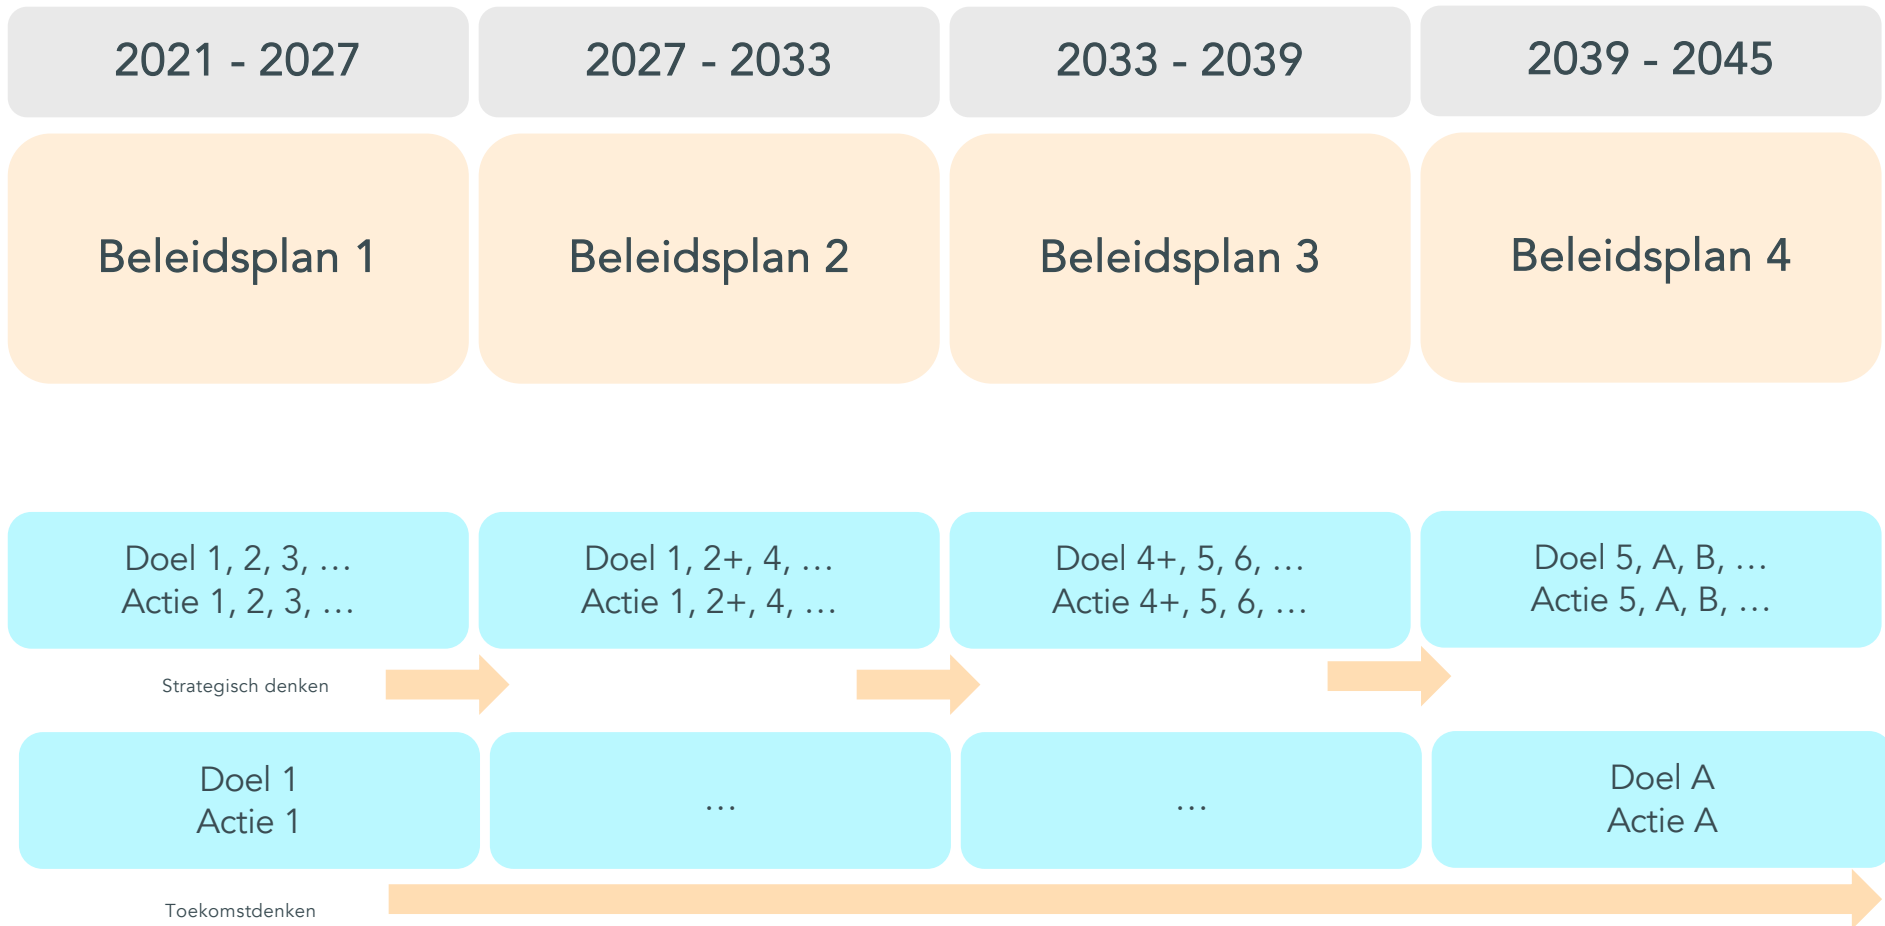 2021 - 2027
2027 - 2033
2033 - 2039
2039 - 2045
Beleidsplan 1
Beleidsplan 2
Beleidsplan 3
Beleidsplan 4
Doel 1, 2, 3, …
Actie 1, 2, 3, …
Doel 1, 2+, 4, …
Actie 1, 2+, 4, …
Doel 4+, 5, 6, …
Actie 4+, 5, 6, …
Doel 5, A, B, …
Actie 5, A, B, …
Strategisch denken
Doel 1
Actie 1
…
…
Doel A
Actie A
Toekomstdenken